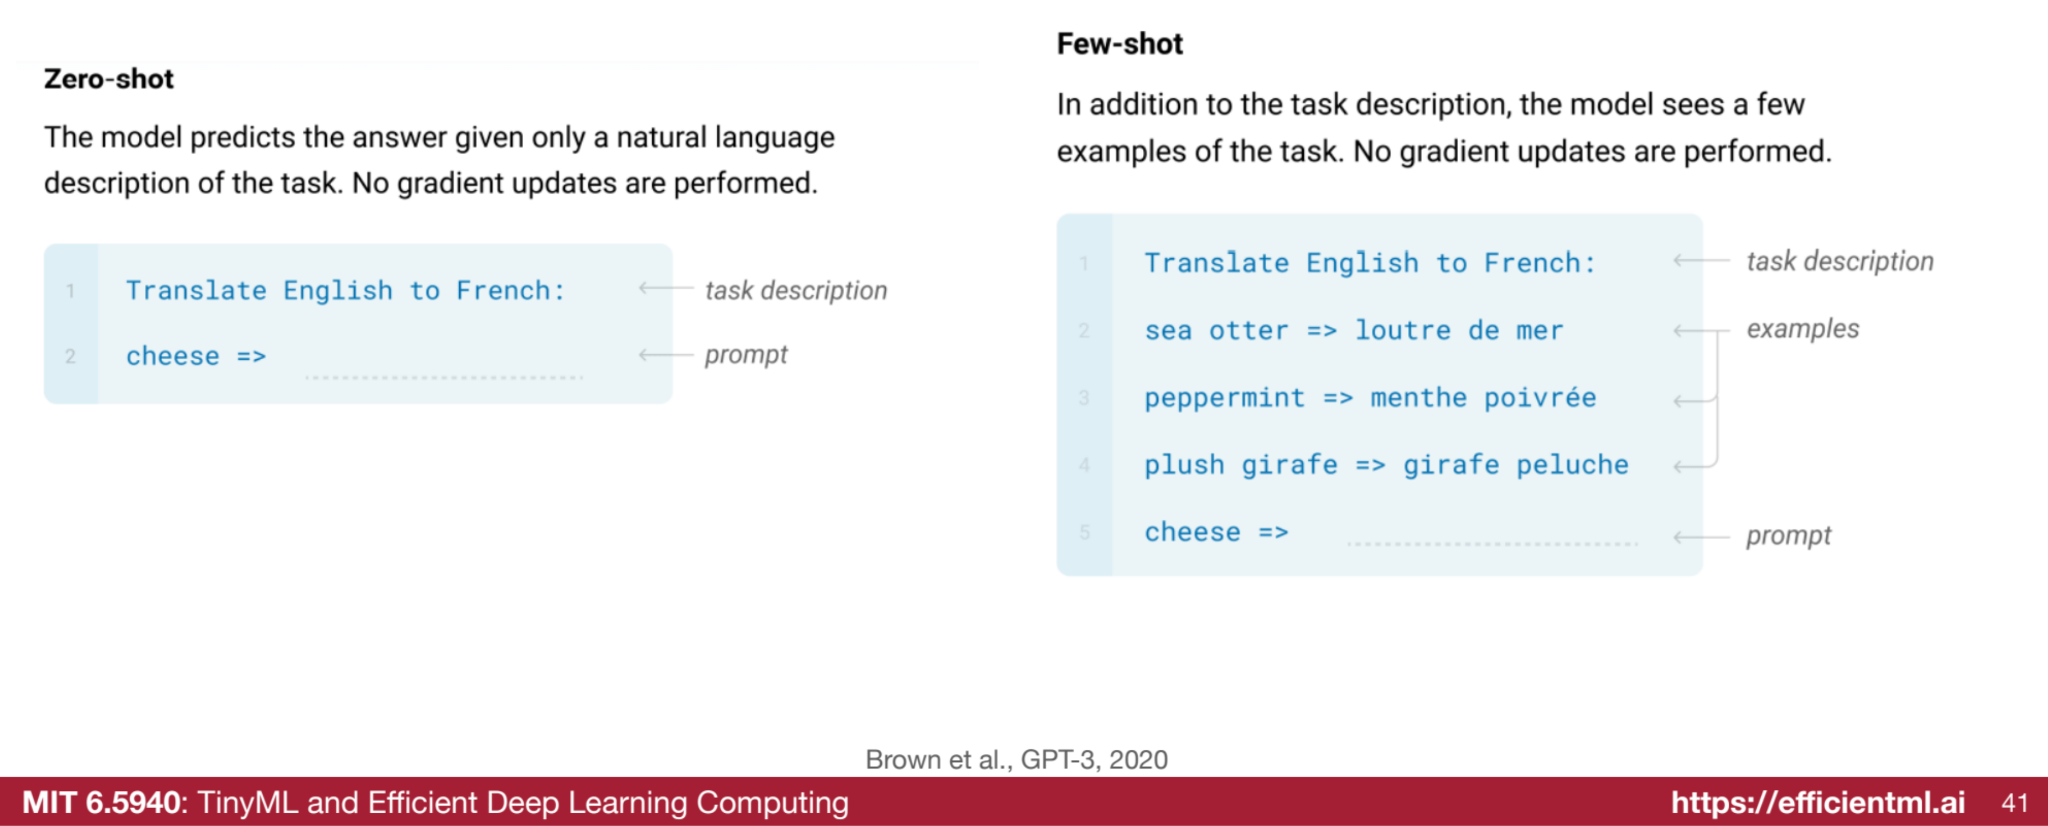 Zero-shot
The model predicts the answer given only a natural language
description of the task. No gradient updates are performed.
1 Translate English to French: task description
2 cheese => prompt
Few-shot
In addition to the task description, the model sees a few
examples of the task. No gradient updates are performed.
1 Translate English to French: task description
2 sea otter => loutre de mer examples
3 peppermint => menthe poivrée
4 plush girafe => girafe peluche
5 cheese => prompt
Brown et al., GPT-3, 2020
MIT 6.5940: TinyML and Efficient Deep Learning Computing https://efficientml.ai 41